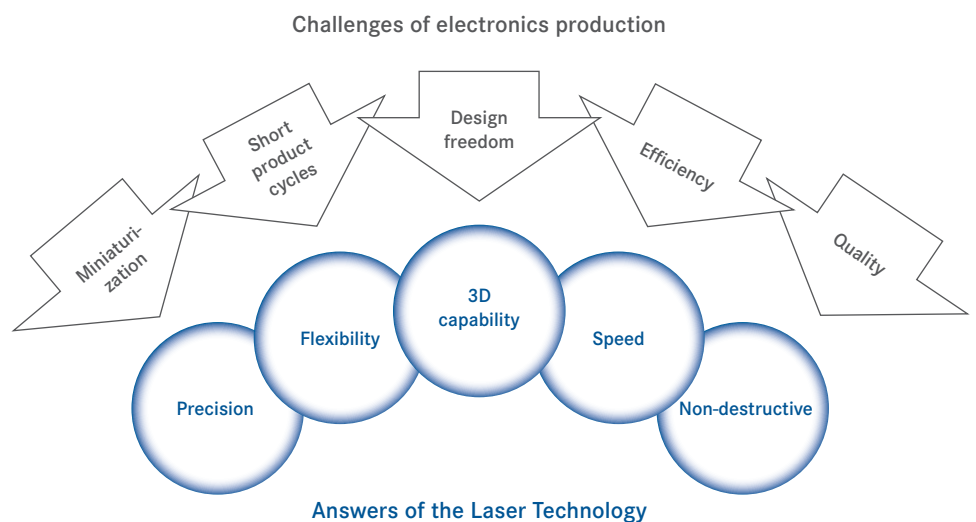 Challenges of electronics production
Miniaturi-
zation
Short
product
cycles
Design
freedom
Efficiency
Quality
Precision
Flexibility
3D
capability
Speed
Non-destructive
Answers of the Laser Technology